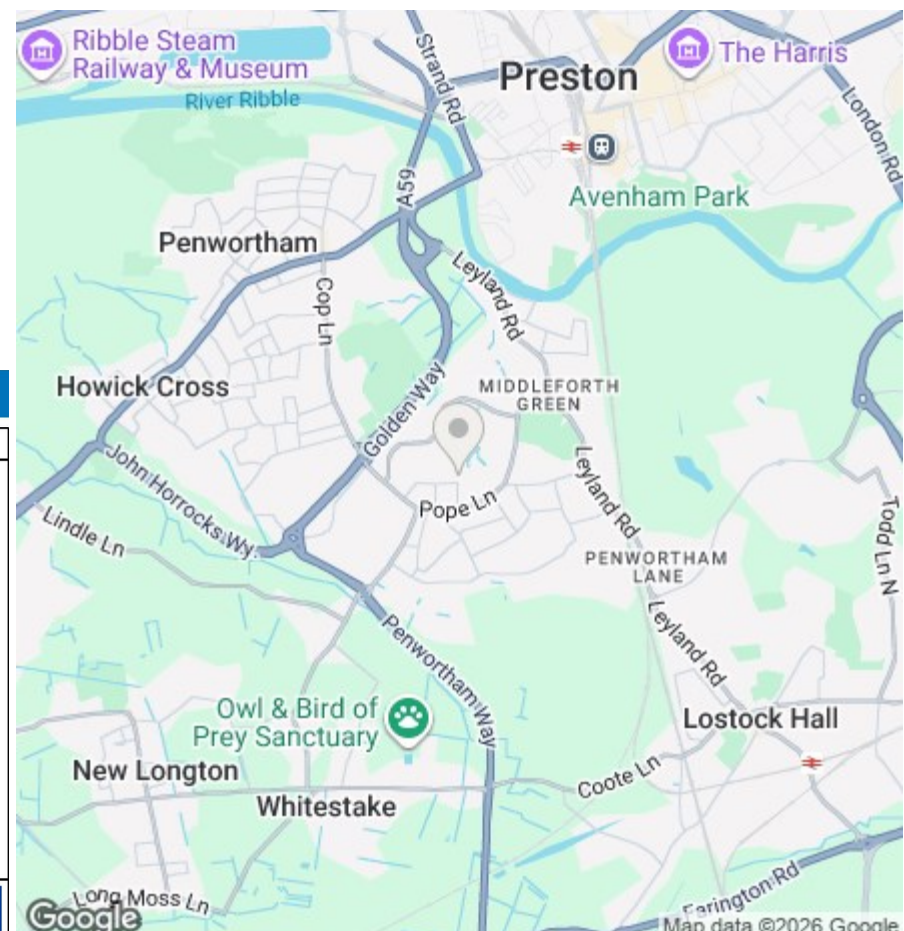 Ribble Steam
Railway & Museum
River Ribble
Strand Rd
Preston
The Harris
London Rd
A59
Avenham Park
Penwortham
Cop Ln
Leyland Rd
Howick Cross
Golden Way
MIDDLEFORTH
GREEN
John Horrocks Wy.
Lindle Ln
Pope Ln
Leyland Rd
PENWORTHAM
LANE
Todd Ln N
Penwortham Way
Leyland Rd
Owl & Bird of
Prey Sanctuary
Lostock Hall
New Longton
Coote Ln
Whitestake
Long Moss Ln
Farington Rd
Google
Map data ©2026 Google